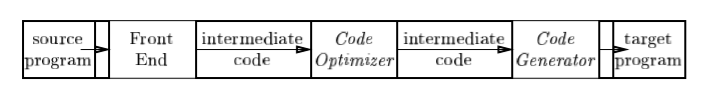 source program
Front End
intermediate code
Code Optimizer
intermediate code
Code Generator
target program